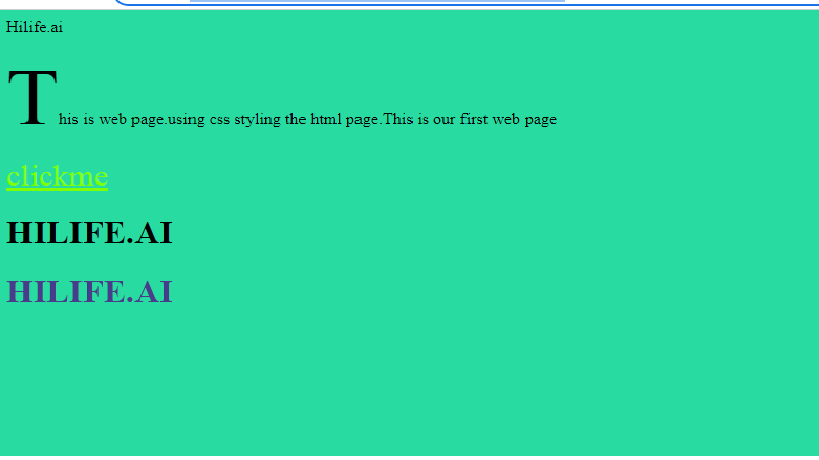 Hilife.ai
This is web page.using css styling the html page.This is our first web page
clickme
HILIFE.AI
HILIFE.AI